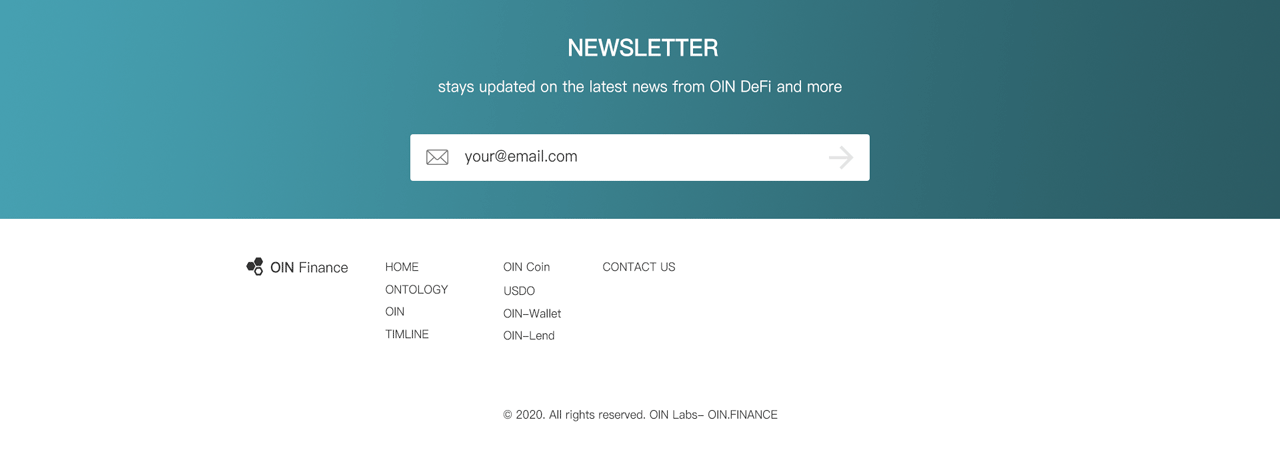 NEWSLETTER
stays updated on the latest news from OIN DeFi and more
your@email.com
OIN Finance
HOME
ONTOLOGY
OIN
TIMLINE
OIN Coin
USDO
OIN-Wallet
OIN-Lend
CONTACT US
© 2020. All rights reserved. OIN Labs- OIN.FINANCE